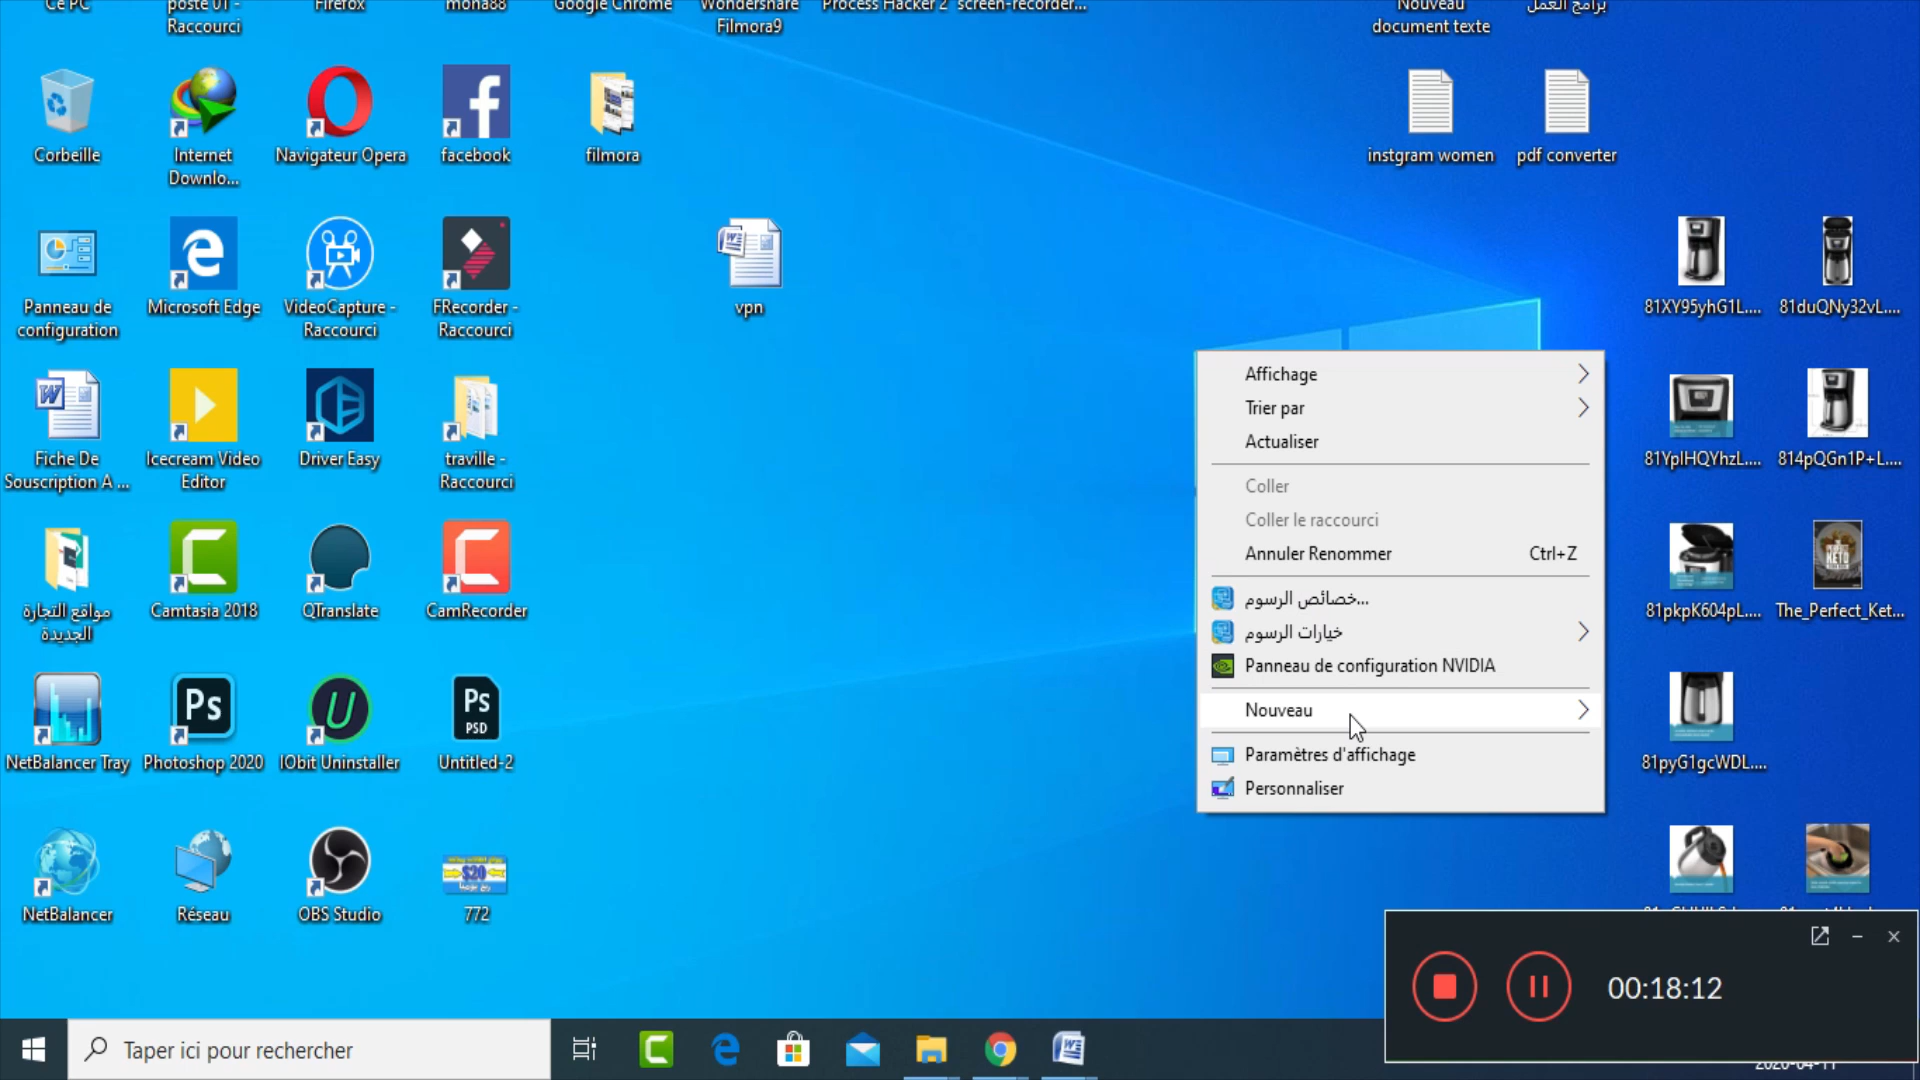 Ce PC
poste 01 -
Raccourci
Firefox
mona88
Google Chrome
Wondershare
Filmora9
Process Hacker 2
screen-recorder...
Nouveau
document texte
برامج العمل
Corbeille
Internet
Downlo...
Navigateur Opera
facebook
filmora
instgram women
pdf converter
Panneau de
configuration
Microsoft Edge
VideoCapture -
Raccourci
FRecorder -
Raccourci
vpn
81XY95yhG1L....
81duQNy32vL....
Fiche De
Souscription A ...
Icecream Video
Editor
Driver Easy
traville -
Raccourci
81YplHQYhzL....
814pQGn1P+L....
مواقع التجارة
الجديدة
Camtasia 2018
QTranslate
CamRecorder
81pkpK604pL....
The_Perfect_Ket...
NetBalancer Tray
Photoshop 2020
IObit Uninstaller
Ps
PSD
Untitled-2
81pyG1gcWDL....
NetBalancer
Réseau
OBS Studio
$20
772
Affichage
Trier par
Actualiser
Coller
Coller le raccourci
Annuler Renommer Ctrl+Z
خصائص الرسوم...
خيارات الرسوم
Panneau de configuration NVIDIA
Nouveau
Paramètres d'affichage
Personnaliser
00:18:12
Taper ici pour rechercher
2020-04-11